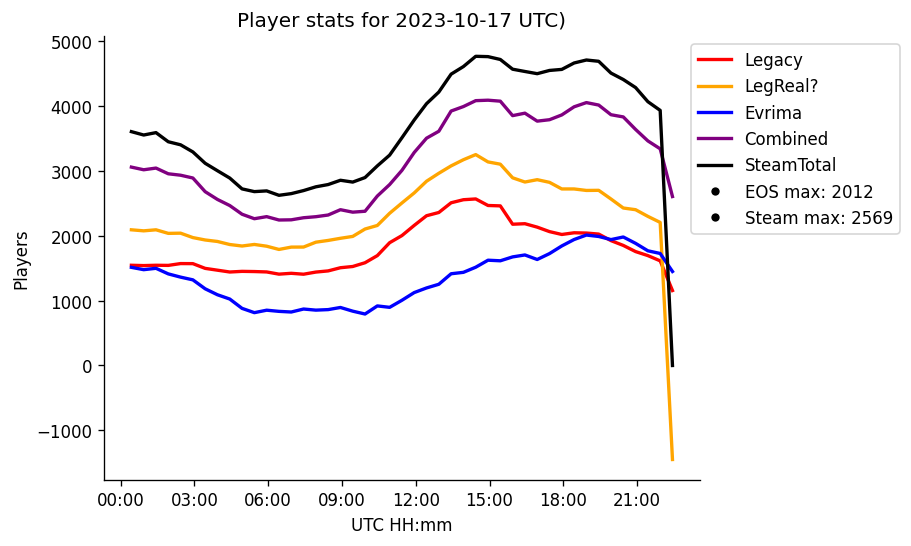 Player stats for 2023-10-17 UTC)
Players
5000
4000
3000
2000
1000
0
−1000
00:00 03:00 06:00 09:00 12:00 15:00 18:00 21:00
UTC HH:mm
Legacy
LegReal?
Evrima
Combined
SteamTotal
EOS max: 2012
Steam max: 2569